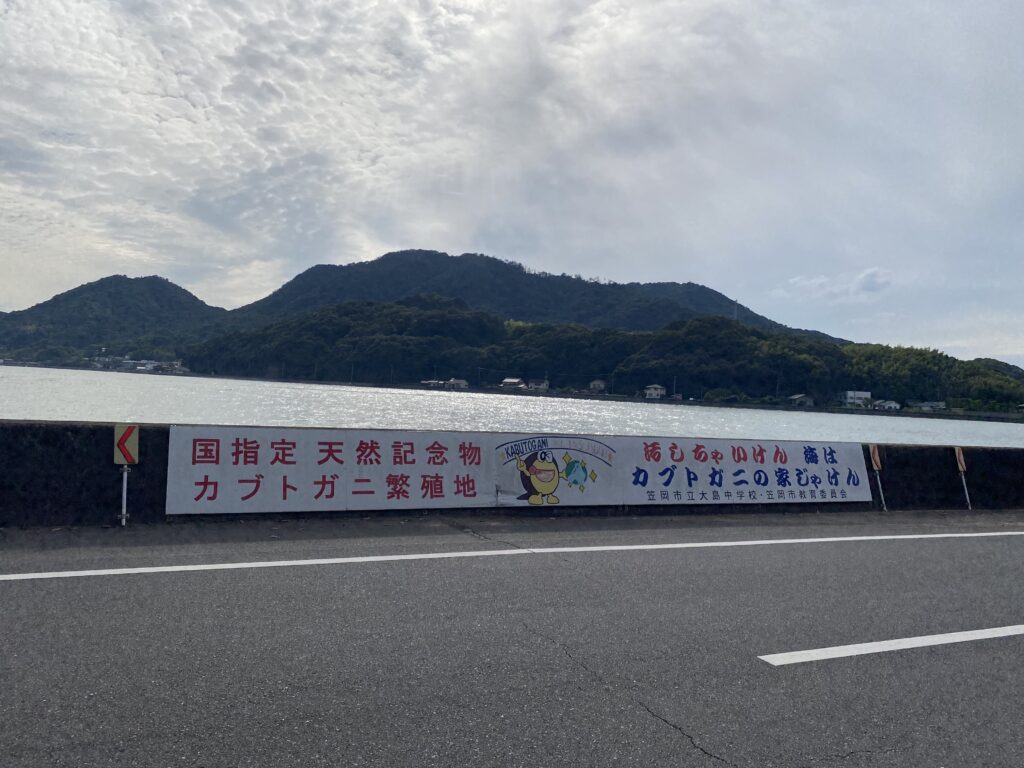 国指定 天然記念物
カブトガニ繁殖地
KABUTOGANI
汚しちゃいけん 海は
カブトガニの家じゃけん
笠岡市立大島中学校・笠岡市教育委員会